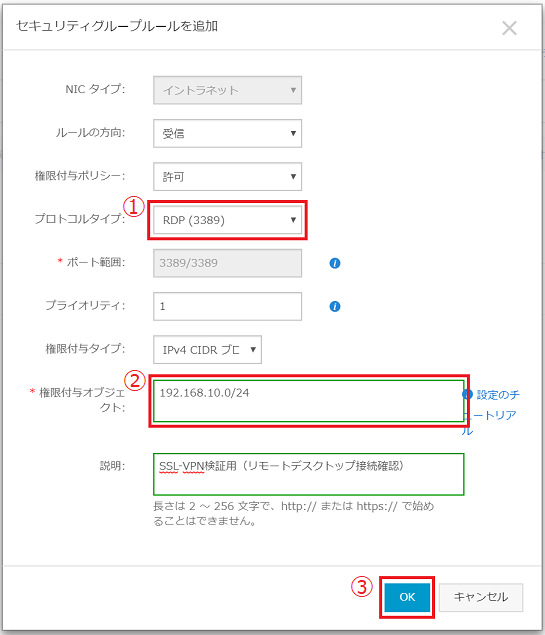 セキュリティグループルールを追加
NIC タイプ: イントラネット
ルールの方向: 受信
権限付与ポリシー: 許可
①
プロトコルタイプ: RDP (3389)
* ポート範囲: 3389/3389
プライオリティ: 1
権限付与タイプ: IPv4 CIDR ブロ
②
* 権限付与オブジェ
クト:
192.168.10.0/24
設定のチ
ュートリア
ル
説明: SSL-VPN検証用（リモートデスクトップ接続確認）
長さは 2 ～ 256 文字で、http:// または https:// で始め
ることはできません。
③
OK キャンセル